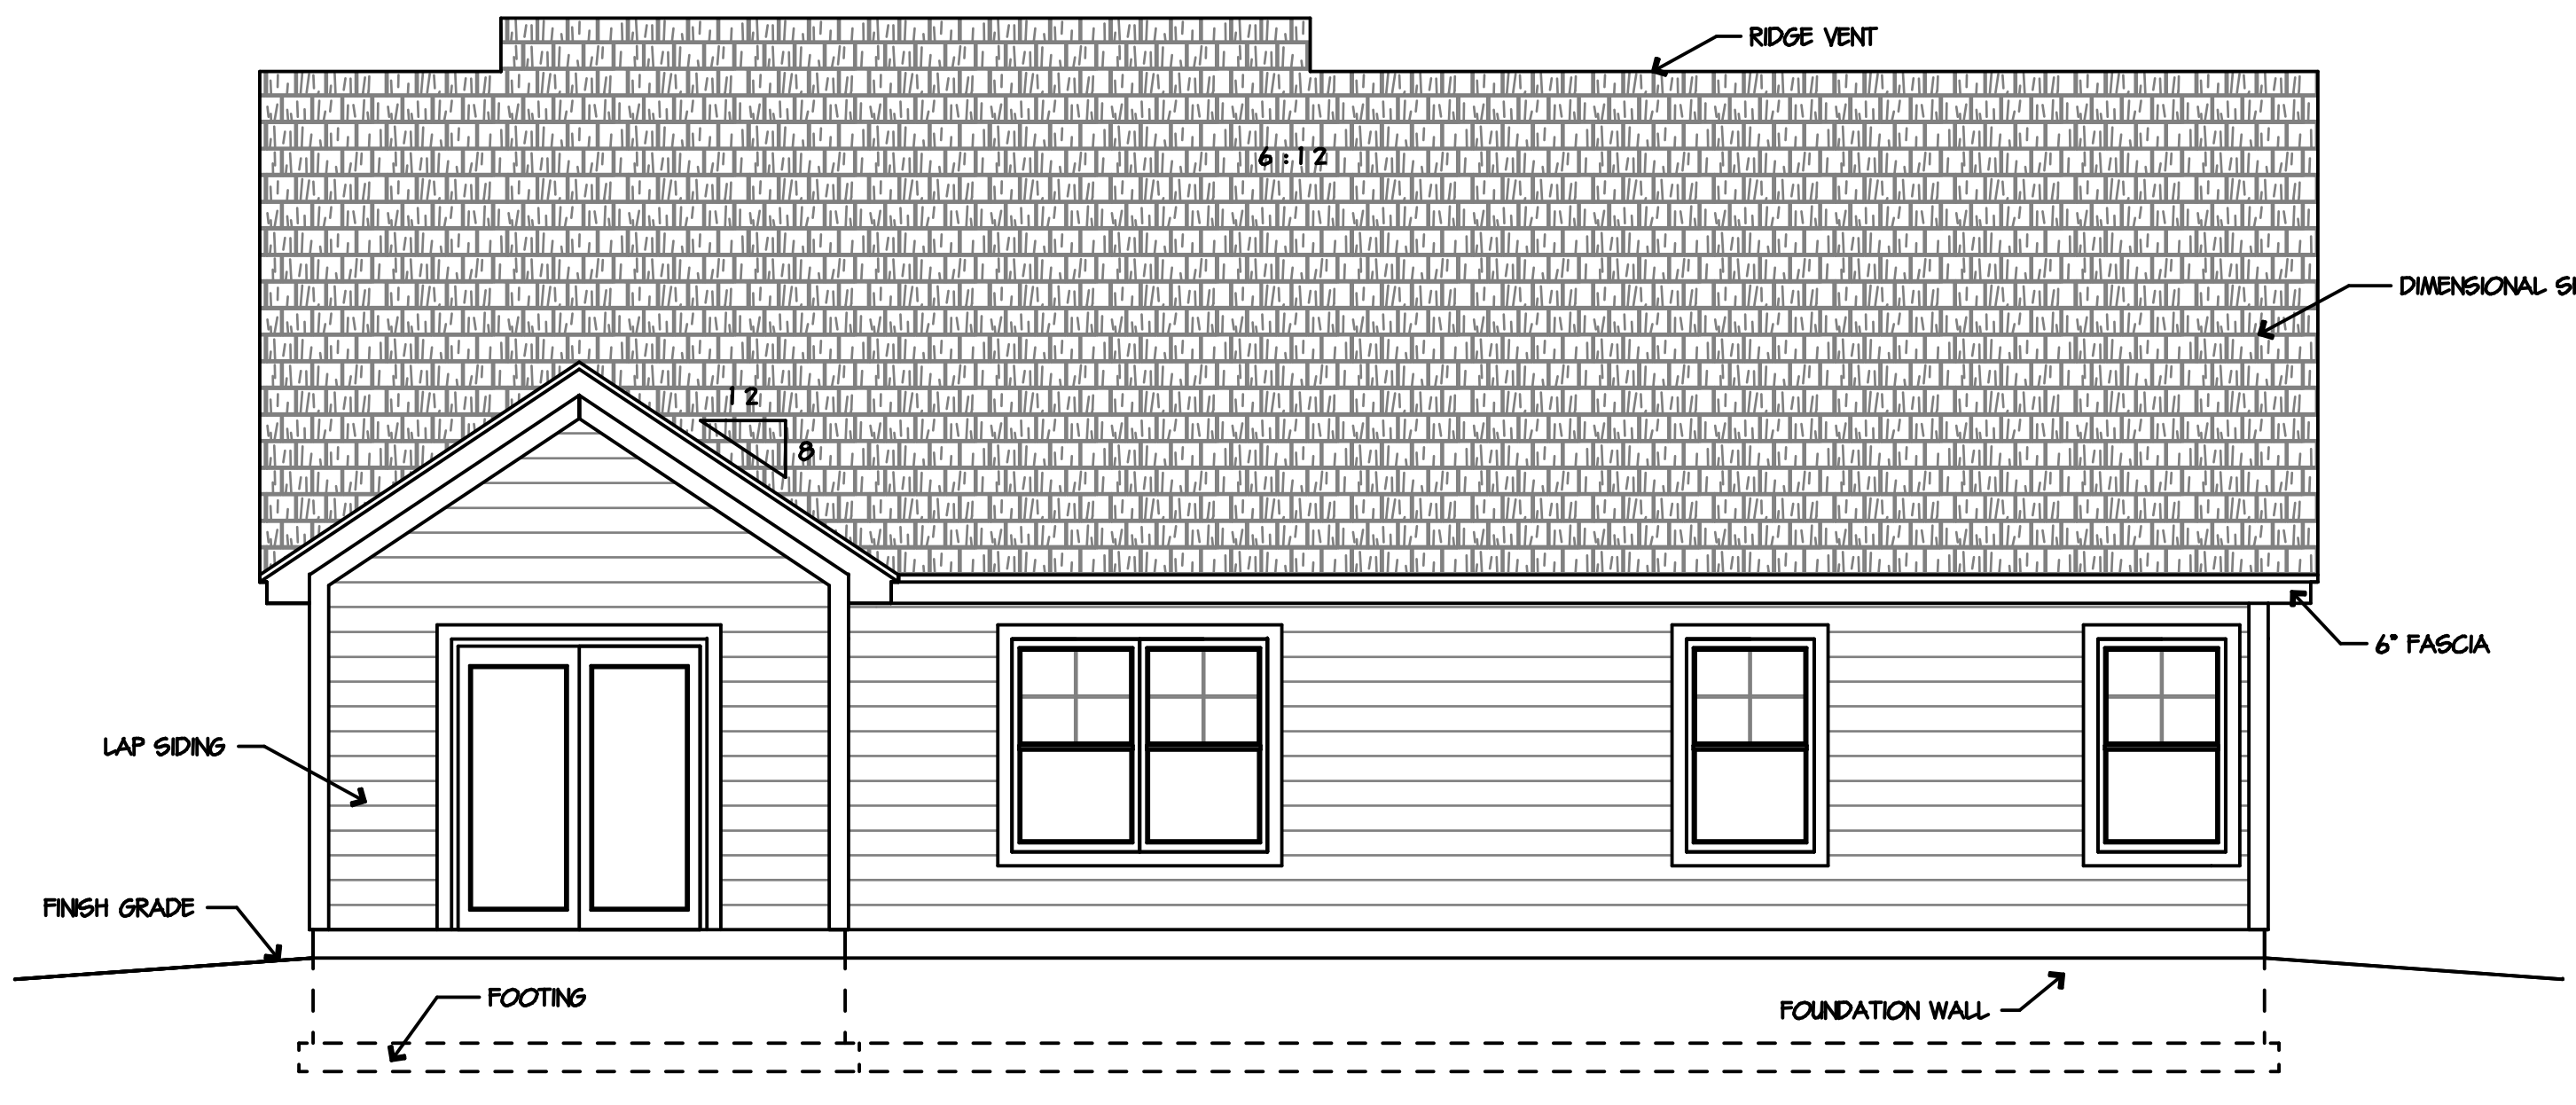 RIDGE VENT
6:12
DIMENSIONAL
12
8
6" FASCIA
LAP SIDING
FINISH GRADE
FOOTING
FOUNDATION WALL